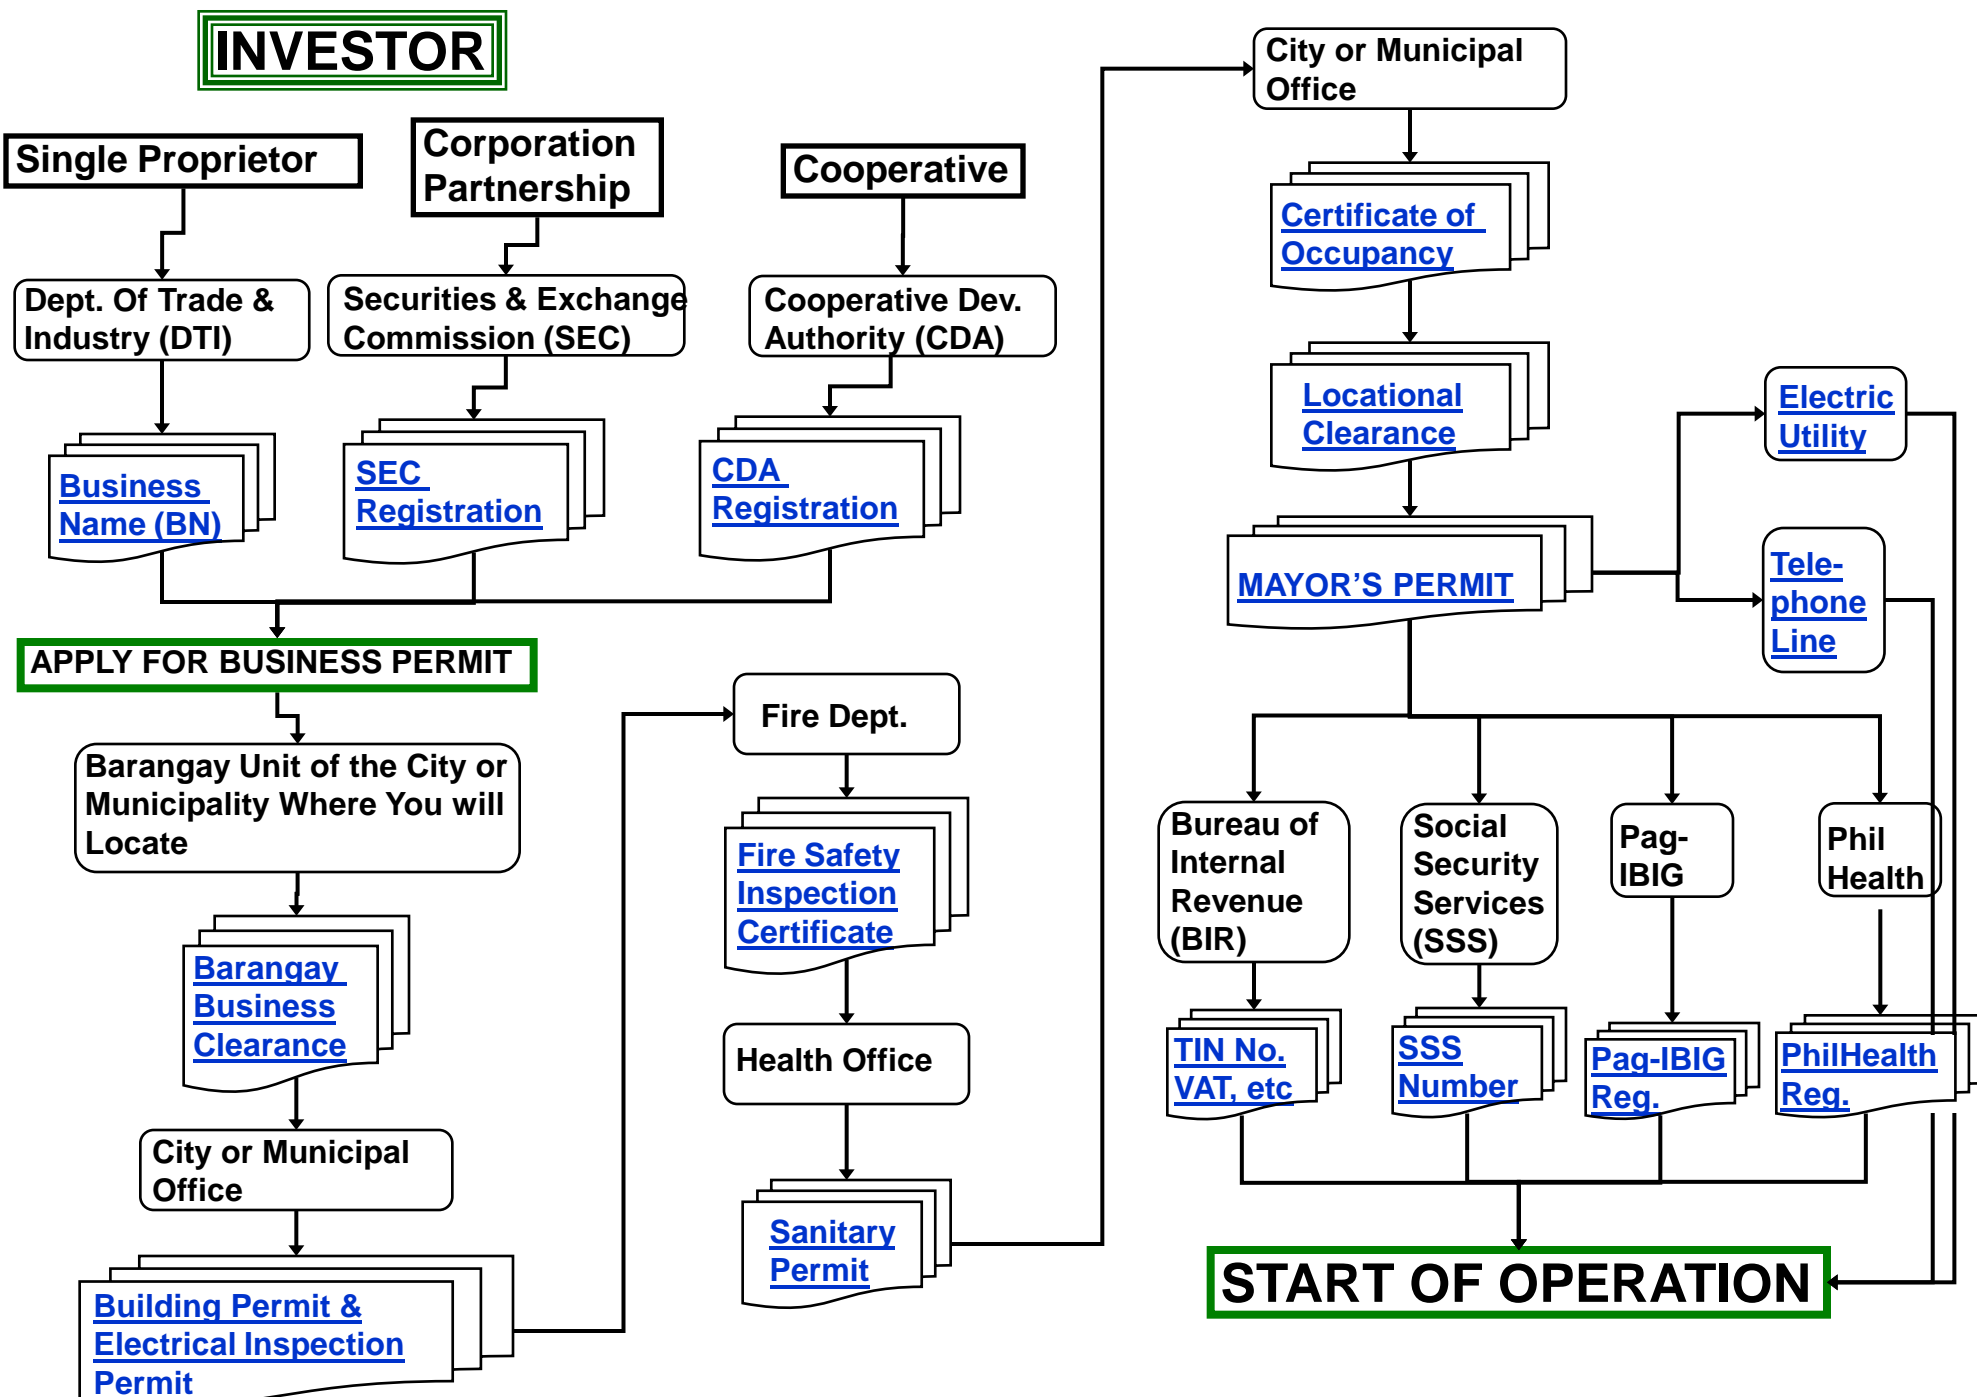 INVESTOR
Single Proprietor
Corporation
Partnership
Cooperative
Dept. Of Trade &
Industry (DTI)
Securities & Exchange
Commission (SEC)
Cooperative Dev.
Authority (CDA)
Business
Name (BN)
SEC
Registration
CDA
Registration
APPLY FOR BUSINESS PERMIT
Barangay Unit of the City or
Municipality Where You will
Locate
Barangay
Business
Clearance
City or Municipal
Office
Building Permit &
Electrical Inspection
Permit
Fire Dept.
Fire Safety
Inspection
Certificate
Health Office
Sanitary
Permit
City or Municipal
Office
Certificate of
Occupancy
Locational
Clearance
MAYOR’S PERMIT
Electric
Utility
Tele-
phone
Line
Bureau of
Internal
Revenue
(BIR)
Social
Security
Services
(SSS)
Pag-
IBIG
Phil
Health
TIN No.
VAT, etc
SSS
Number
Pag-IBIG
Reg.
PhilHealth
Reg.
START OF OPERATION